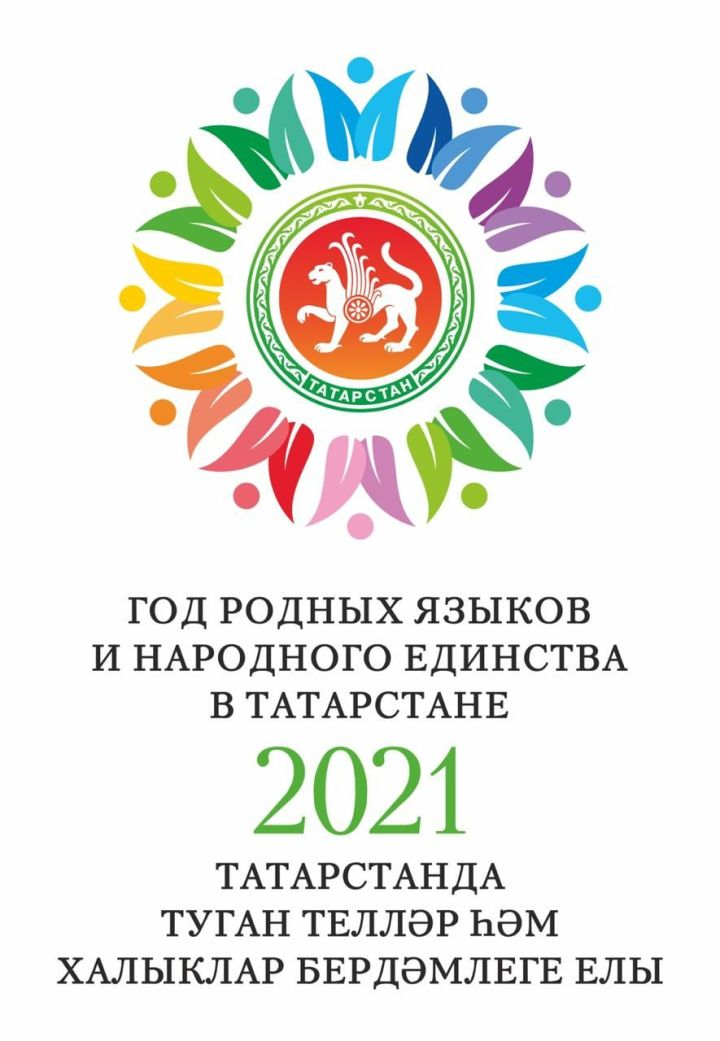 ТАТАРСТАН
ГОД РОДНЫХ ЯЗЫКОВ
И НАРОДНОГО ЕДИНСТВА
В ТАТАРСТАНЕ
2021
ТАТАРСТАНДА
ТУГАН ТЕЛЛӘР ҺӘМ
ХАЛЫКЛАР БЕРДӘМЛЕГЕ ЕЛЫ